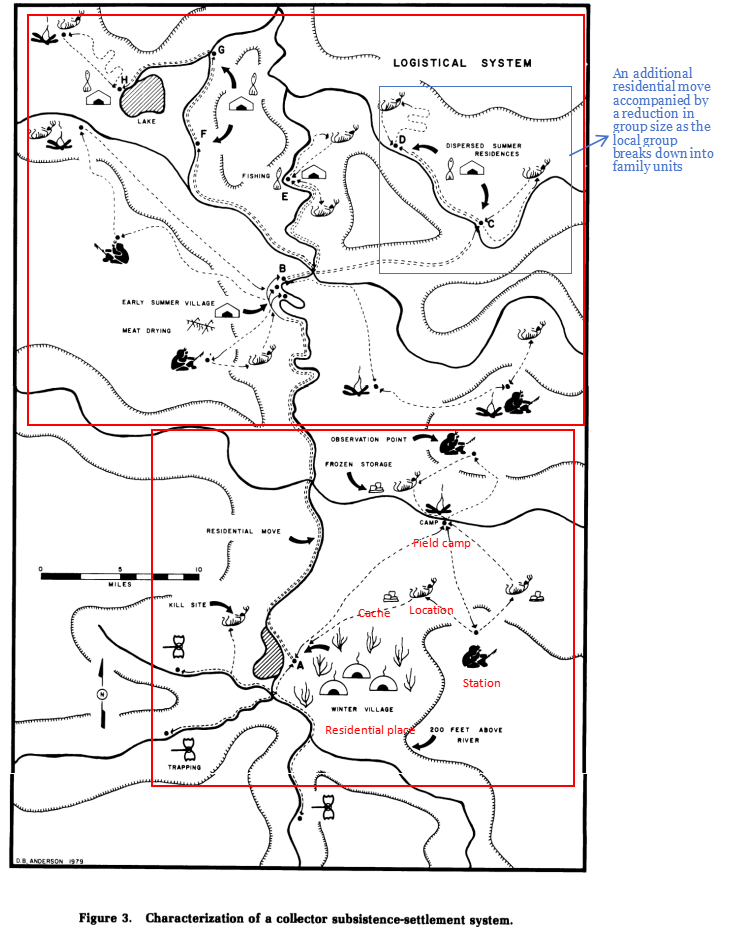 G
LOGISTICAL SYSTEM
H
LAKE
F
D
DISPERSED SUMMER
RESIDENCES
FISHING
E
C
An additional
residential move
accompanied by
a reduction in
group size as the
local group
breaks down into
family units
B
EARLY SUMMER VILLAGE
MEAT DRYING
OBSERVATION POINT
FROZEN STORAGE
CAMP
Field camp
RESIDENTIAL MOVE
0 5 10
MILES
KILL SITE
Cache
Location
A
Station
N
WINTER VILLAGE
Residential place
200 FEET ABOVE
RIVER
TRAPPING
D.B. ANDERSON 1979
Figure 3. Characterization of a collector subsistence-settlement system.